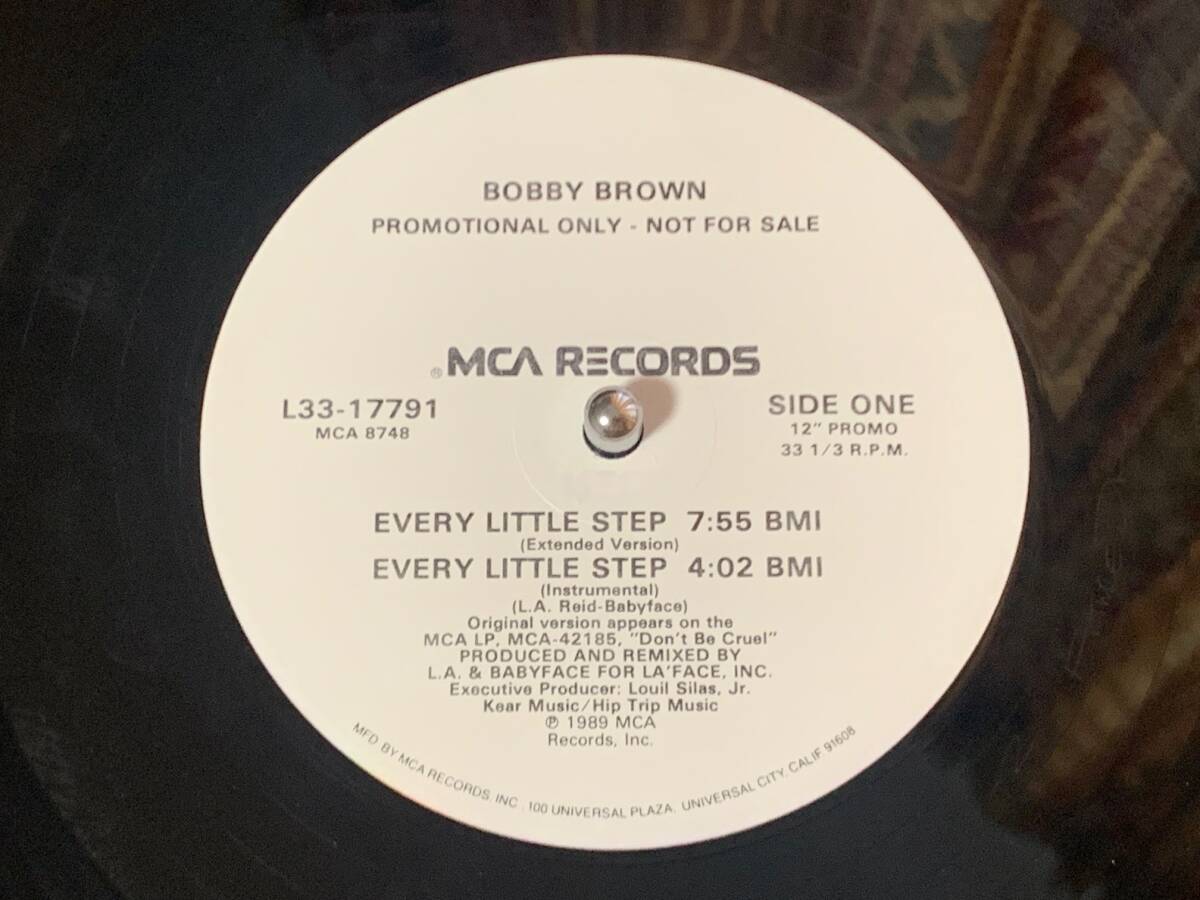 BOBBY BROWN
PROMOTIONAL ONLY - NOT FOR SALE
® MCA RECORDS
L33-17791
MCA 8748
SIDE ONE
12" PROMO
33 1/3 R.P.M.
EVERY LITTLE STEP 7:55 BMI
(Extended Version)
EVERY LITTLE STEP 4:02 BMI
(Instrumental)
(L.A. Reid-Babyface)
Original version appears on the
MCA LP, MCA-42185, "Don't Be Cruel"
PRODUCED AND REMIXED BY
L.A. & BABYFACE FOR LA'FACE, INC.
Executive Producer: Louil Silas, Jr.
Kear Music/Hip Trip Music
℗ 1989 MCA
Records, Inc.
MFD. BY MCA RECORDS, INC., 100 UNIVERSAL PLAZA, UNIVERSAL CITY, CALIF. 91608